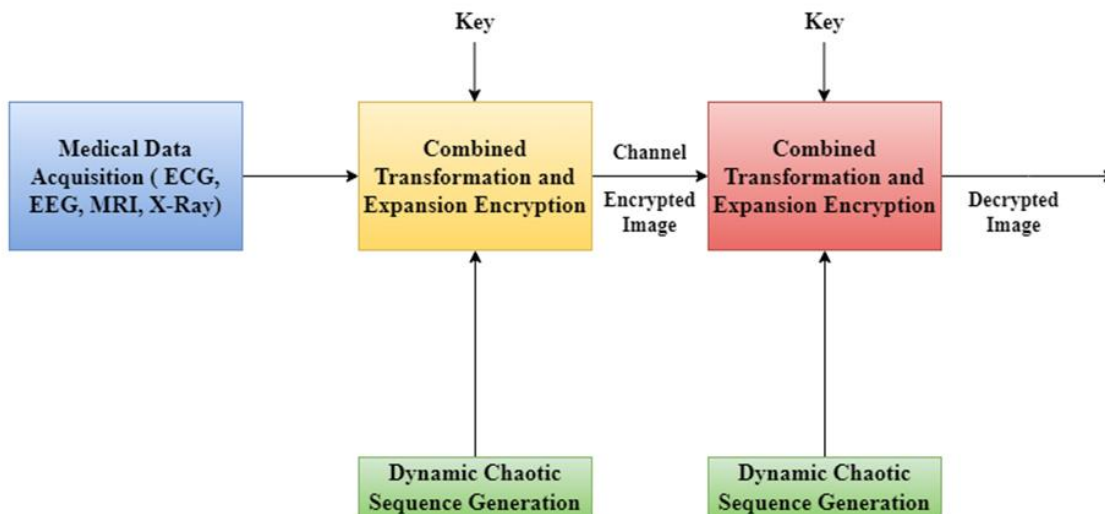 Key
Key
Medical Data
Acquisition ( ECG,
EEG, MRI, X-Ray)
Combined
Transformation and
Expansion Encryption
Channel
Encrypted
Image
Combined
Transformation and
Expansion Encryption
Decrypted
Image
Dynamic Chaotic
Sequence Generation
Dynamic Chaotic
Sequence Generation